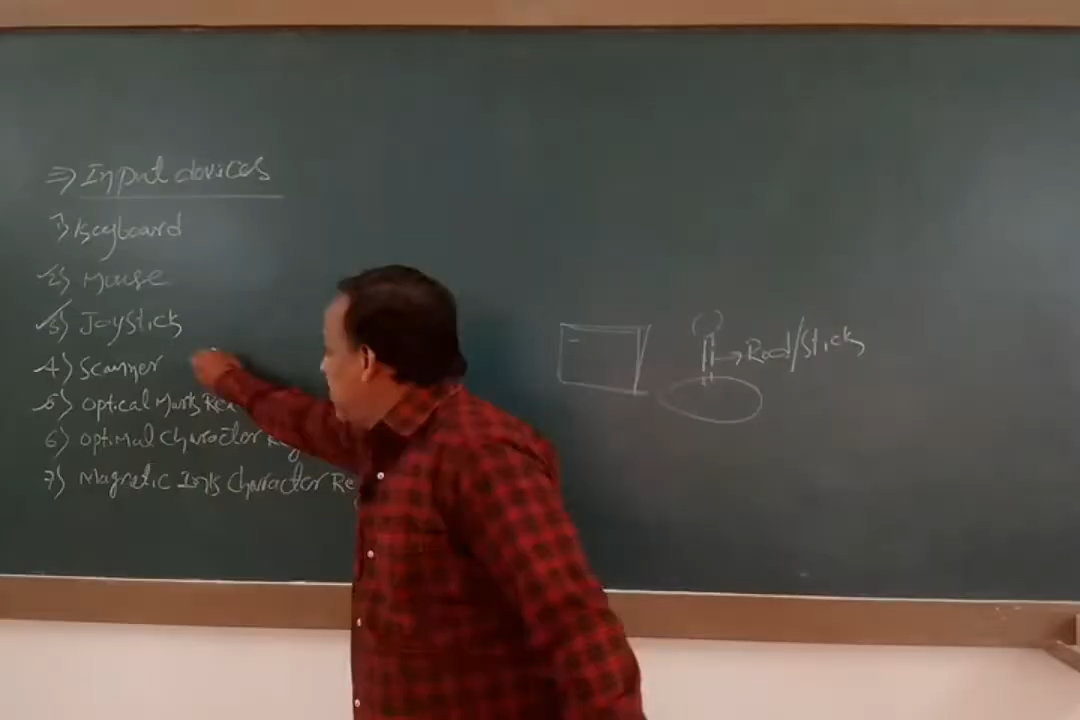 ⇒ Input devices
1) Keyboard
2) Mouse
3) Joystick
4) Scanner
5) Optical Mark
6) Optimal Character
7) Magnetic Ink Character
→ Rod/Stick